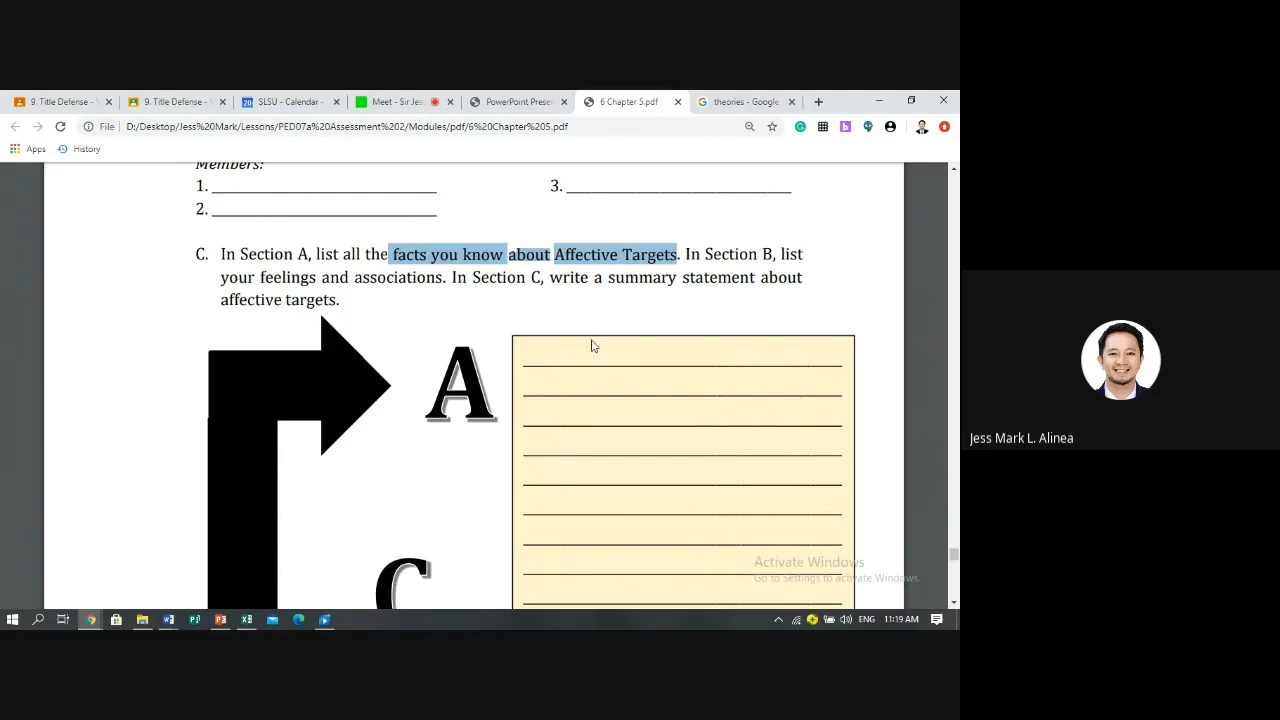 9. Title Defense -
9. Title Defense -
SLSU - Calendar -
Meet - Sir Jes
PowerPoint Prese
6 Chapter 5.pdf
theories - Google
File D:/Desktop/Jess%20Mark/Lessons/PED07a%20Assessment%202/Modules/pdf/6%20Chapter%205.pdf
Apps History
Members:
1. 3.
2.
C. In Section A, list all the facts you know about Affective Targets. In Section B, list
your feelings and associations. In Section C, write a summary statement about
affective targets.
A
C
Activate Windows
Go to Settings to activate Windows.
ENG 11:19 AM
Jess Mark L. Alinea